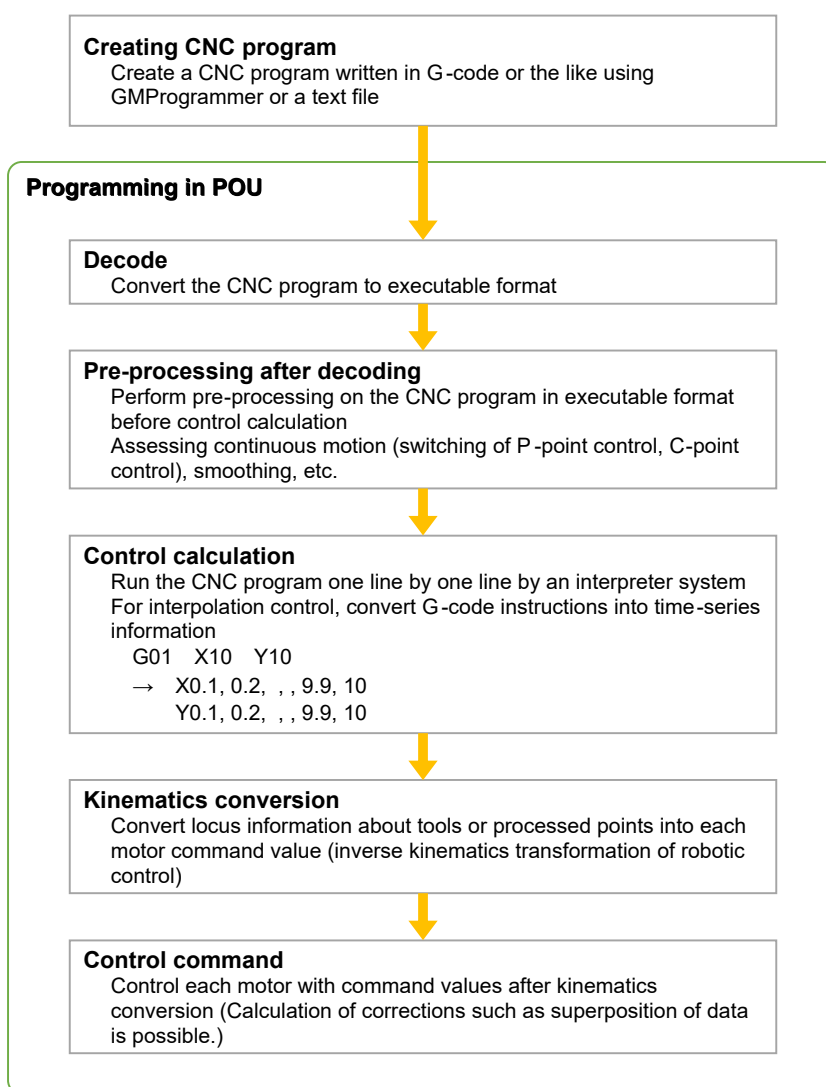 Creating CNC program
Create a CNC program written in G-code or the like using
GMProgrammer or a text file
Programming in POU
Decode
Convert the CNC program to executable format
Pre-processing after decoding
Perform pre-processing on the CNC program in executable format
before control calculation
Assessing continuous motion (switching of P-point control, C-point
control), smoothing, etc.
Control calculation
Run the CNC program one line by one line by an interpreter system
For interpolation control, convert G-code instructions into time-series
information
G01 X10 Y10
→ X0.1, 0.2, , , 9.9, 10
Y0.1, 0.2, , , 9.9, 10
Kinematics conversion
Convert locus information about tools or processed points into each
motor command value (inverse kinematics transformation of robotic
control)
Control command
Control each motor with command values after kinematics
conversion (Calculation of corrections such as superposition of data
is possible.)